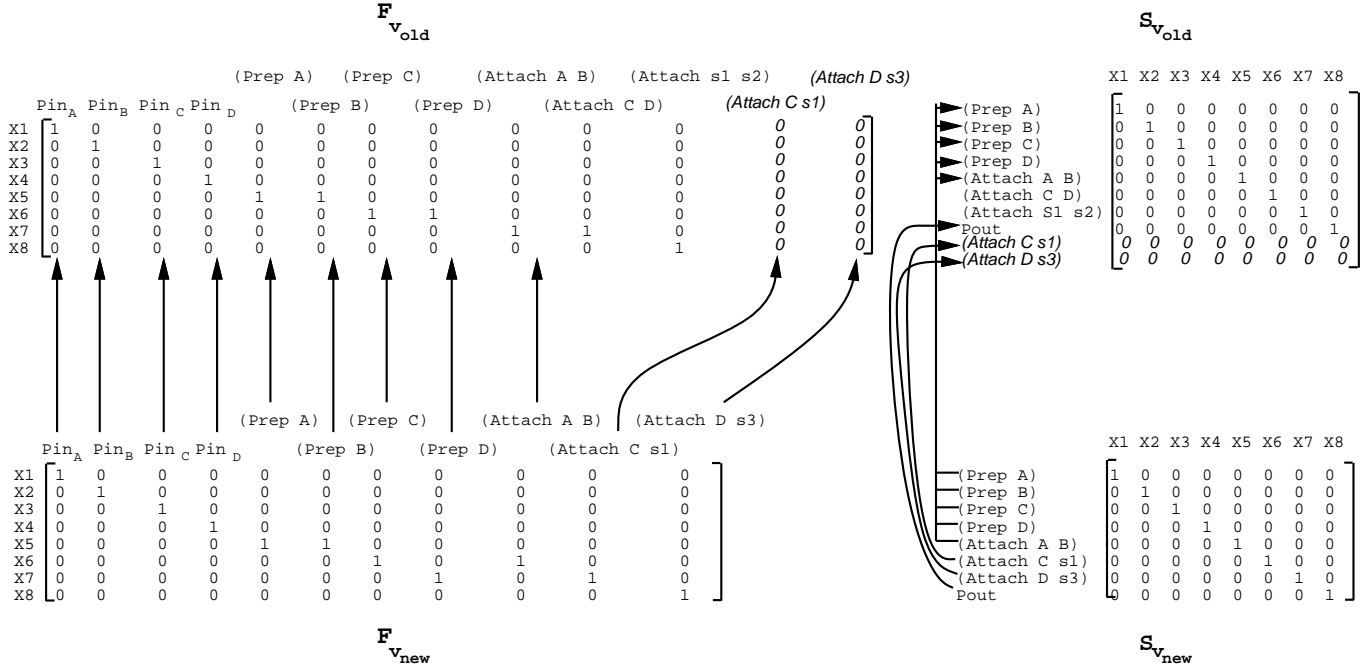 F
v
old
(Prep A) (Prep C) (Attach A B) (Attach s1 s2) (Attach D s3)
Pin A Pin B Pin C Pin D (Prep B) (Prep D) (Attach C D) (Attach C s1)
X1 1 0 0 0 0 0 0 0 0 0 0 0 0
X2 0 1 0 0 0 0 0 0 0 0 0 0 0
X3 0 0 1 0 0 0 0 0 0 0 0 0 0
X4 0 0 0 1 0 0 0 0 0 0 0 0 0
X5 0 0 0 0 1 1 0 0 0 0 0 0 0
X6 0 0 0 0 0 0 1 1 0 0 0 0 0
X7 0 0 0 0 0 0 0 0 1 1 0 0 0
X8 0 0 0 0 0 0 0 0 0 0 1 0 0
S
v
old
X1 X2 X3 X4 X5 X6 X7 X8
(Prep A) 1 0 0 0 0 0 0 0
(Prep B) 0 1 0 0 0 0 0 0
(Prep C) 0 0 1 0 0 0 0 0
(Prep D) 0 0 0 1 0 0 0 0
(Attach A B) 0 0 0 0 1 0 0 0
(Attach C D) 0 0 0 0 0 1 0 0
(Attach S1 s2) 0 0 0 0 0 0 1 0
Pout 0 0 0 0 0 0 0 1
(Attach C s1) 0 0 0 0 0 0 0 0
(Attach D s3) 0 0 0 0 0 0 0 0
(Prep A) (Prep C) (Attach A B) (Attach D s3)
Pin A Pin B Pin C Pin D (Prep B) (Prep D) (Attach C s1)
X1 1 0 0 0 0 0 0 0 0 0 0
X2 0 1 0 0 0 0 0 0 0 0 0
X3 0 0 1 0 0 0 0 0 0 0 0
X4 0 0 0 1 0 0 0 0 0 0 0
X5 0 0 0 0 1 1 0 0 0 0 0
X6 0 0 0 0 0 0 1 0 1 0 0
X7 0 0 0 0 0 0 0 1 0 1 0
X8 0 0 0 0 0 0 0 0 0 0 1
F
v
new
X1 X2 X3 X4 X5 X6 X7 X8
(Prep A) 1 0 0 0 0 0 0 0
(Prep B) 0 1 0 0 0 0 0 0
(Prep C) 0 0 1 0 0 0 0 0
(Prep D) 0 0 0 1 0 0 0 0
(Attach A B) 0 0 0 0 1 0 0 0
(Attach C s1) 0 0 0 0 0 1 0 0
(Attach D s3) 0 0 0 0 0 0 1 0
Pout 0 0 0 0 0 0 0 1
S
v
new